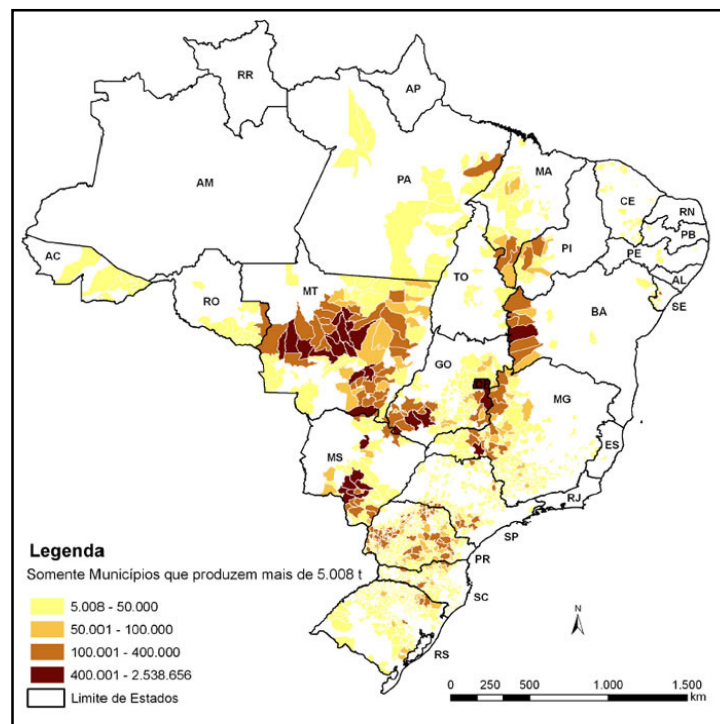 RR
AP
AM
PA
MA
CE
RN
PB
PE
AL
SE
PI
AC
RO
MT
TO
BA
GO
DF
MG
ES
MS
RJ
SP
PR
SC
RS
Legenda
Somente Municípios que produzem mais de 5.008 t
5.008 - 50.000
50.001 - 100.000
100.001 - 400.000
400.001 - 2.538.656
Limite de Estados
N
0 250 500 1.000 1.500
km